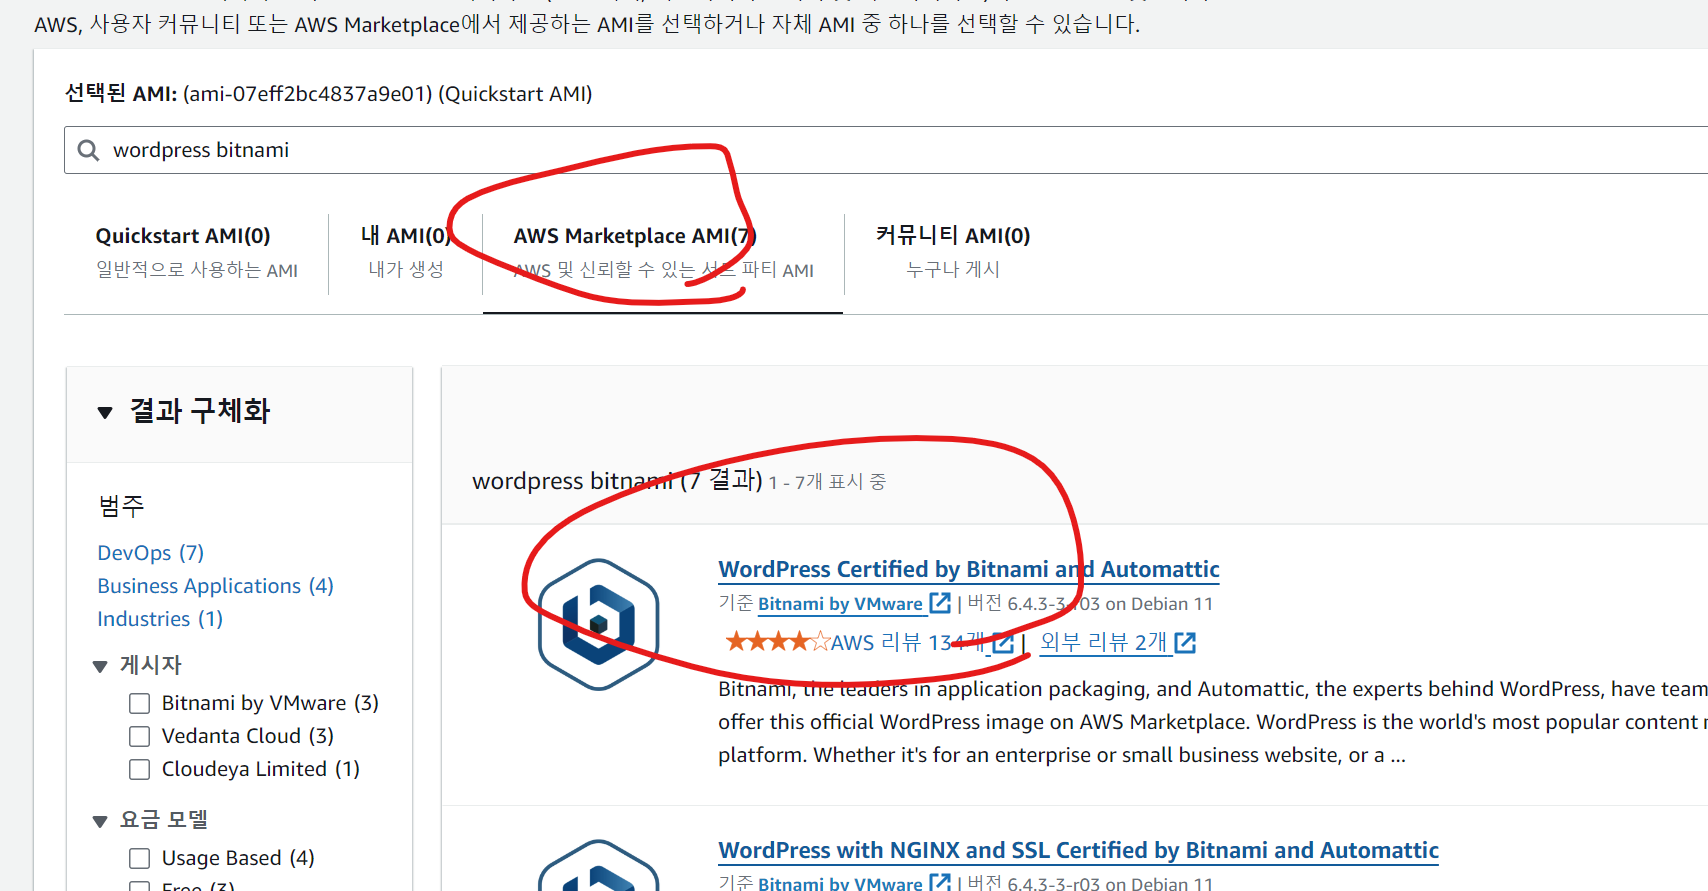 AWS, 사용자 커뮤니티 또는 AWS Marketplace에서 제공하는 AMI를 선택하거나 자체 AMI 중 하나를 선택할 수 있습니다.
선택된 AMI: (ami-07eff2bc4837a9e01) (Quickstart AMI)
wordpress bitnami
Quickstart AMI(0)
일반적으로 사용하는 AMI
내 AMI(0)
내가 생성
AWS Marketplace AMI(7)
AWS 및 신뢰할 수 있는 서드 파티 AMI
커뮤니티 AMI(0)
누구나 게시
결과 구체화
범주
DevOps (7)
Business Applications (4)
Industries (1)
게시자
Bitnami by VMware (3)
Vedanta Cloud (3)
Cloudeya Limited (1)
요금 모델
Usage Based (4)
Free (3)
wordpress bitnami (7 결과) 1 - 7개 표시 중
WordPress Certified by Bitnami and Automattic
기준 Bitnami by VMware | 버전 6.4.3-3-r03 on Debian 11
AWS 리뷰 134개 | 외부 리뷰 2개
Bitnami, the leaders in application packaging, and Automattic, the experts behind WordPress, have team
offer this official WordPress image on AWS Marketplace. WordPress is the world's most popular content
platform. Whether it's for an enterprise or small business website, or a ...
WordPress with NGINX and SSL Certified by Bitnami and Automattic
기준 Bitnami by VMware | 버전 6.4.3-3-r03 on Debian 11